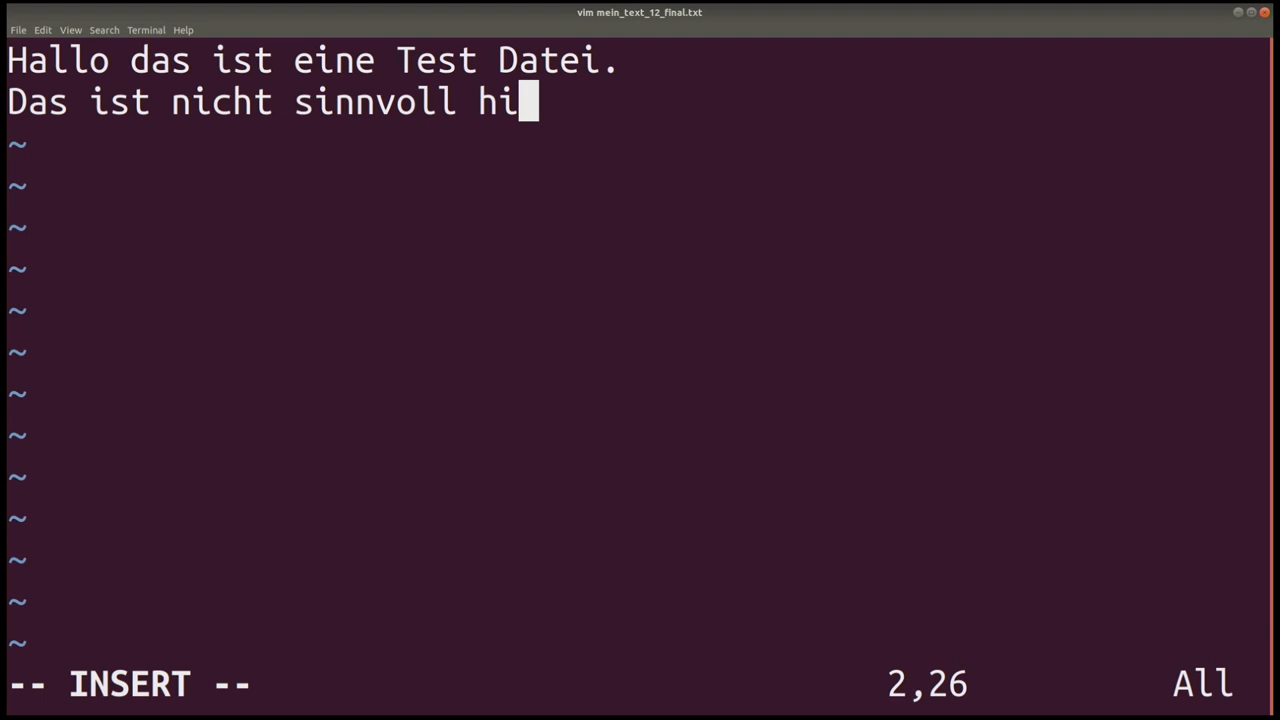 vim mein_text_12_final.txt
File Edit View Search Terminal Help
Hallo das ist eine Test Datei.
Das ist nicht sinnvoll hi
~
~
~
~
~
~
~
~
~
~
~
~
~
-- INSERT -- 2,26 All